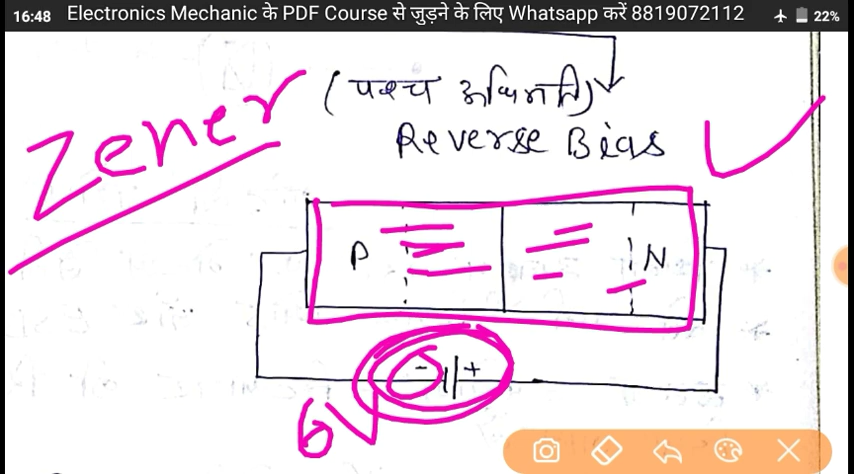 16:48 Electronics Mechanic के PDF Course से जुड़ने के लिए Whatsapp करें 8819072112 22%
(पश्च अभिनति)
Zener
Reverse Bias
P N
- +
6V